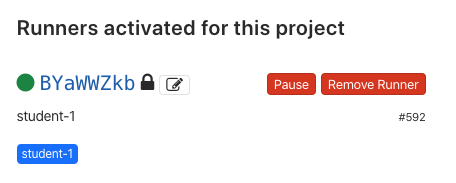 Runners activated for this project
BYaWWZkb Pause Remove Runner
student-1 #592
student-1